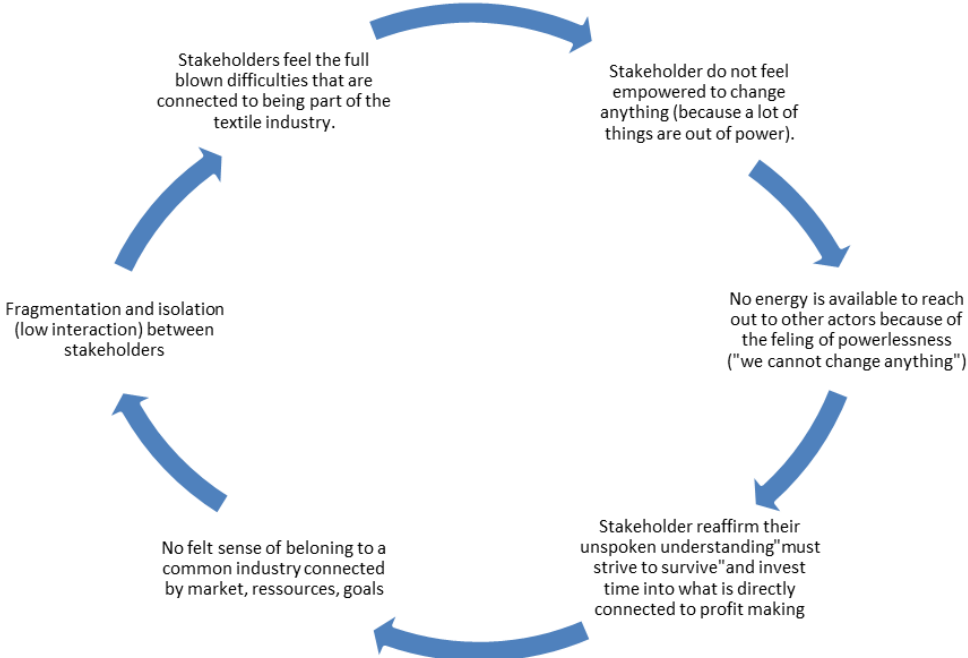 Stakeholders feel the full
blown difficulties that are
connected to being part of the
textile industry.
Stakeholder do not feel
empowered to change
anything (because a lot of
things are out of power).
No energy is available to reach
out to other actors because of
the feling of powerlessness
("we cannot change anything")
Stakeholder reaffirm their
unspoken understanding"must
strive to survive"and invest
time into what is directly
connected to profit making
No felt sense of beloning to a
common industry connected
by market, ressources, goals
Fragmentation and isolation
(low interaction) between
stakeholders